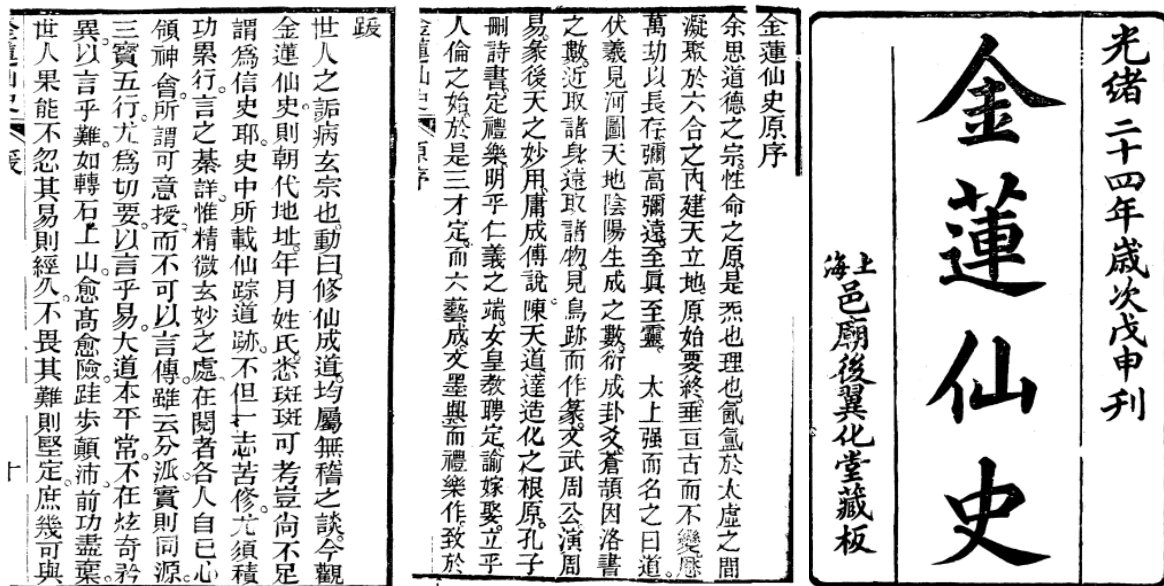 光緒二十四年歲次戊申刊
金蓮仙史
上海邑廟後翼化堂藏板
金蓮仙史原序
余思道德之宗。性命之原。是炁也理也氤氳於太虛之間
凝聚於六合之內。建天立地。原始要終。垂亘古而不變。歷
萬劫以長存。彌高彌遠。至眞至靈。太上强而名之曰道。
伏羲見河圖天地陰陽生成之數。衍成卦爻。蒼頡因洛書
之數。近取諸身。遠取諸物。見鳥跡而作篆。文武周公。演周
易。彖後天之妙用。庸成傅說。陳天道。達造化之根原。孔子
刪詩書。定禮樂。明乎仁義之端。女皇教聘定。諭嫁娶。立乎
人倫之始。於是三才定。而六藝成。文墨興而禮樂作。致於
金蓮仙史 原序
跋
世人之詬病玄宗也。動曰。修仙成道。均屬無稽之談。今觀
金蓮仙史。則朝代地址。年月姓氏。悉斑斑可考。豈尚不足
謂爲信史耶。史中所載仙踪道跡。不但一志苦修。尤須積
功累行。言之綦詳。惟精微玄妙之處。在閱者各人自已心
領神會。所謂可意授。而不可以言傳。雖云分派。實則同源。
三寶五行。尤爲切要。以言乎易。大道本平常。不在炫奇矜
異。以言乎難。如轉石上山。愈高愈險。跬步顛沛。前功盡棄。
世人果能不忽其易則經久。不畏其難則堅定。庶幾可與
金蓮仙史 跋 十